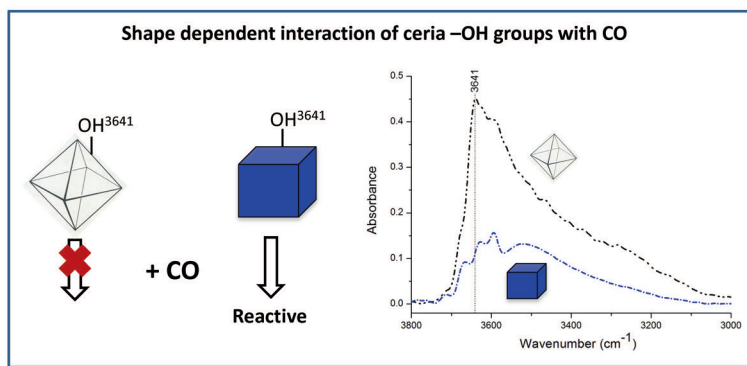 Shape dependent interaction of ceria –OH groups with CO
OH3641
OH3641
+ CO
Reactive
Absorbance
0.5
0.4
0.3
0.2
0.1
0.0
3641
3800
3600
3400
3200
3000
Wavenumber (cm-1)